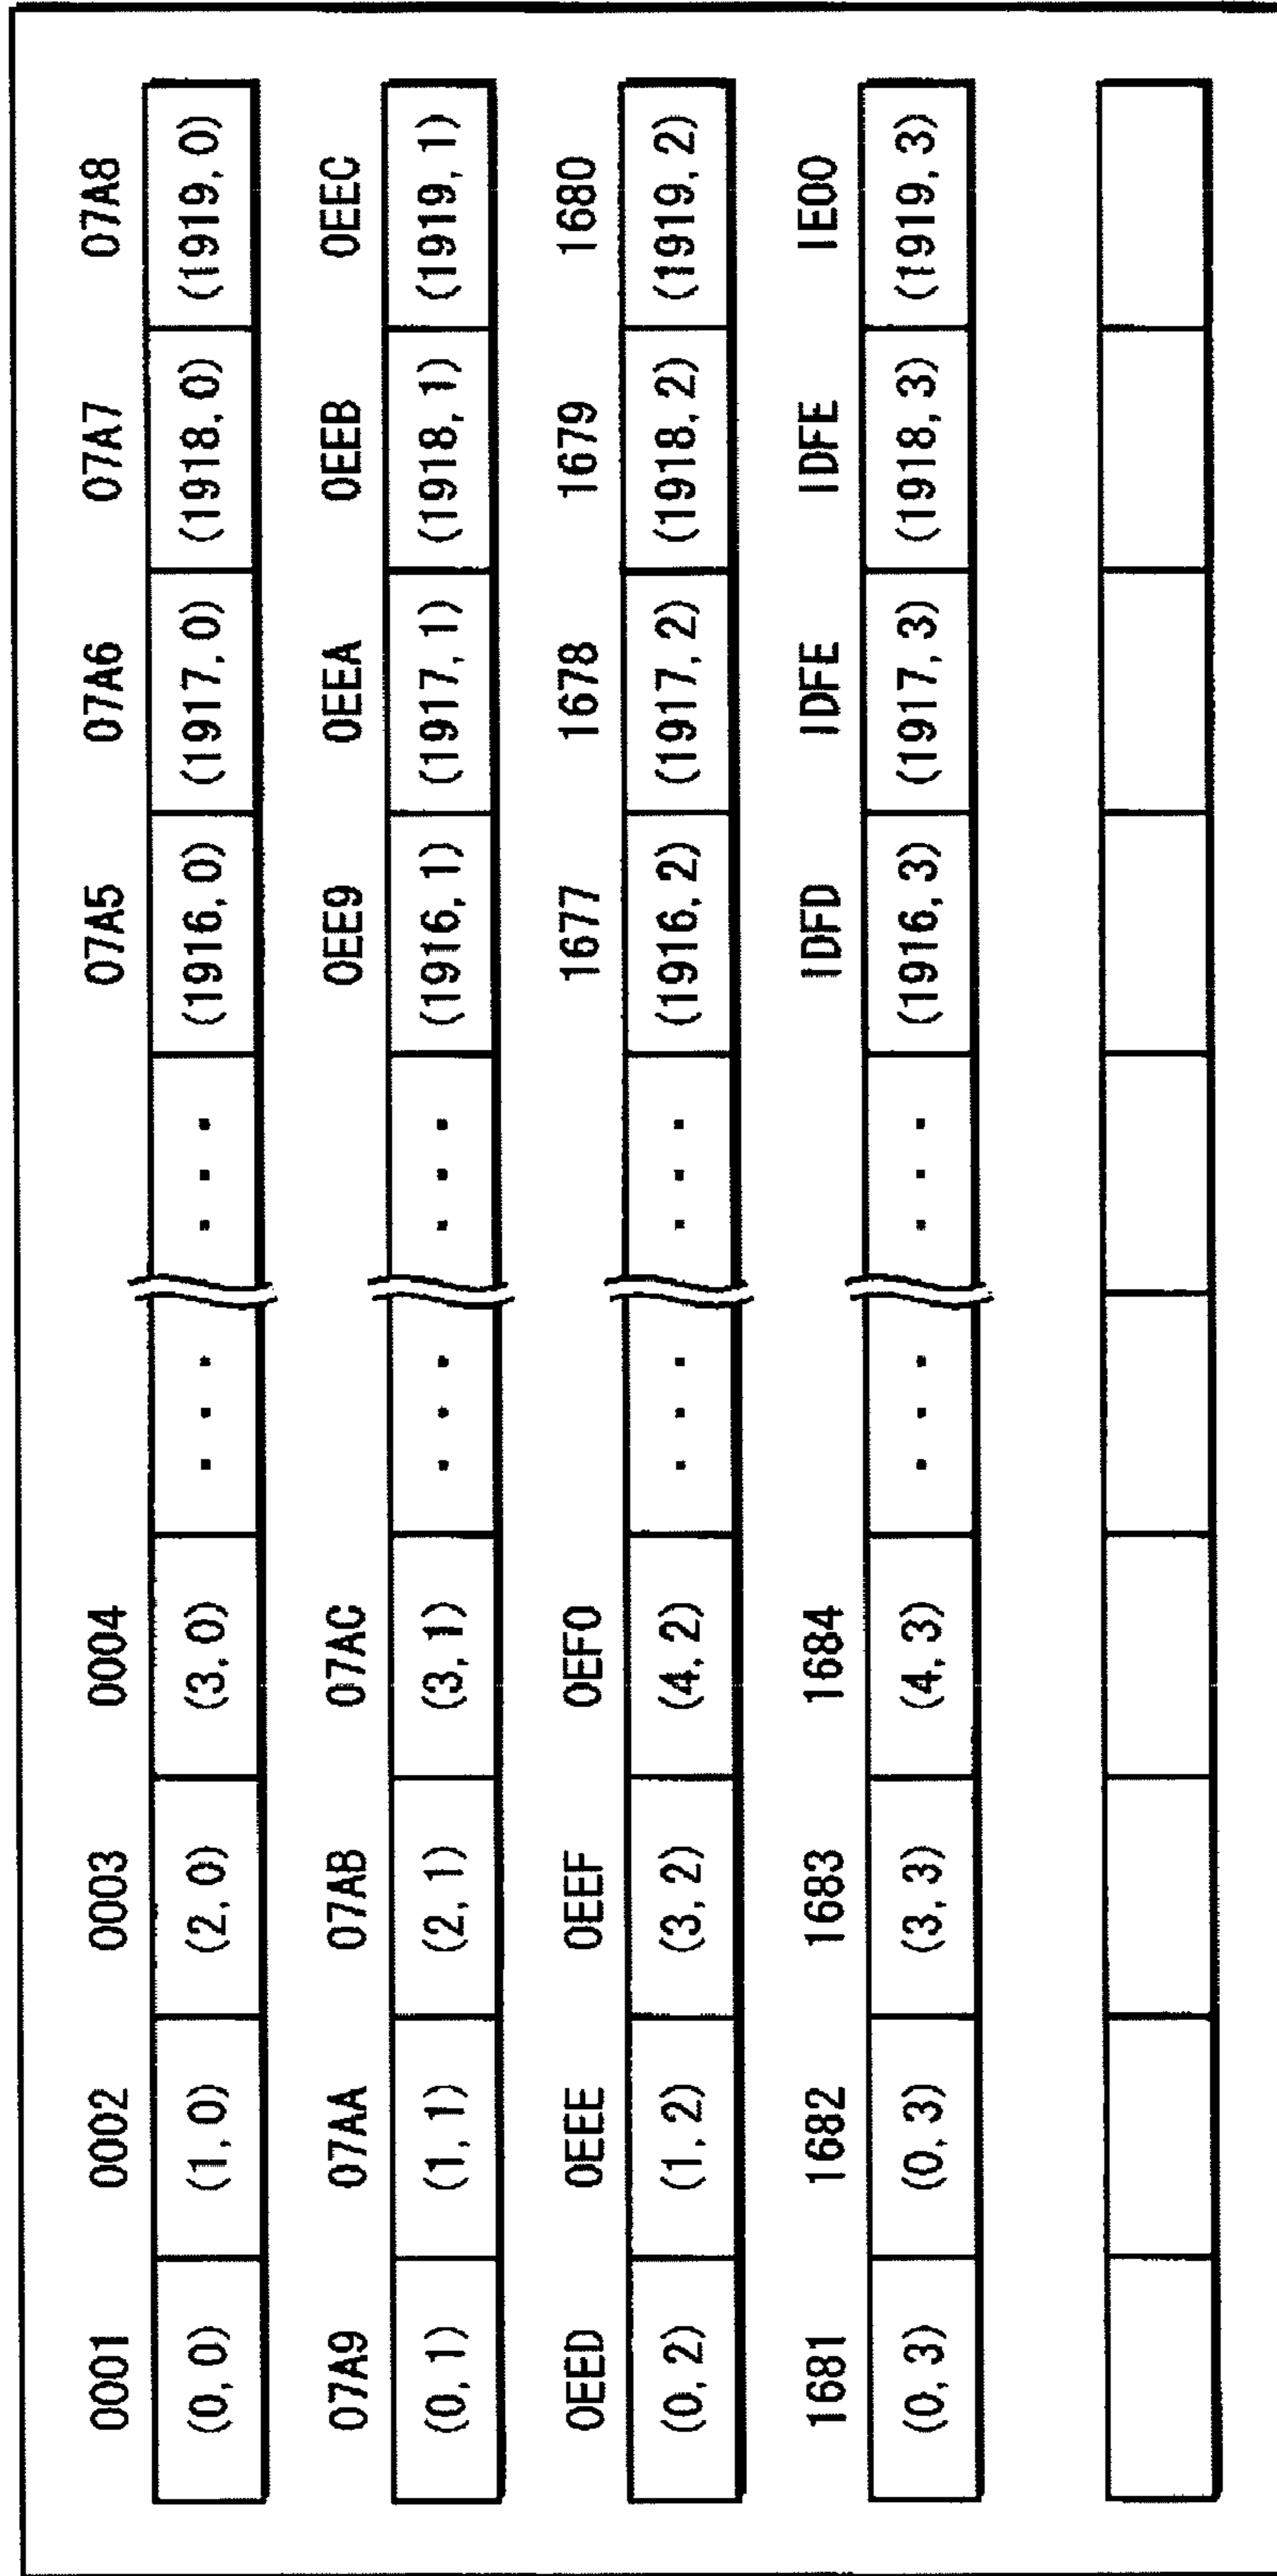 0001 0002 0003 0004 07A5 07A6 07A7 07A8
(0, 0) (1, 0) (2, 0) (3, 0) ... ... (1916, 0) (1917, 0) (1918, 0) (1919, 0)
07A9 07AA 07AB 07AC 0EE9 0EEA 0EEB 0EEC
(0, 1) (1, 1) (2, 1) (3, 1) ... ... (1916, 1) (1917, 1) (1918, 1) (1919, 1)
0EED 0EEE 0EEF 0EF0 1677 1678 1679 1680
(0, 2) (1, 2) (3, 2) (4, 2) ... ... (1916, 2) (1917, 2) (1918, 2) (1919, 2)
1681 1682 1683 1684 1DFD 1DFE 1DFE 1E00
(0, 3) (0, 3) (3, 3) (4, 3) ... ... (1916, 3) (1917, 3) (1918, 3) (1919, 3)